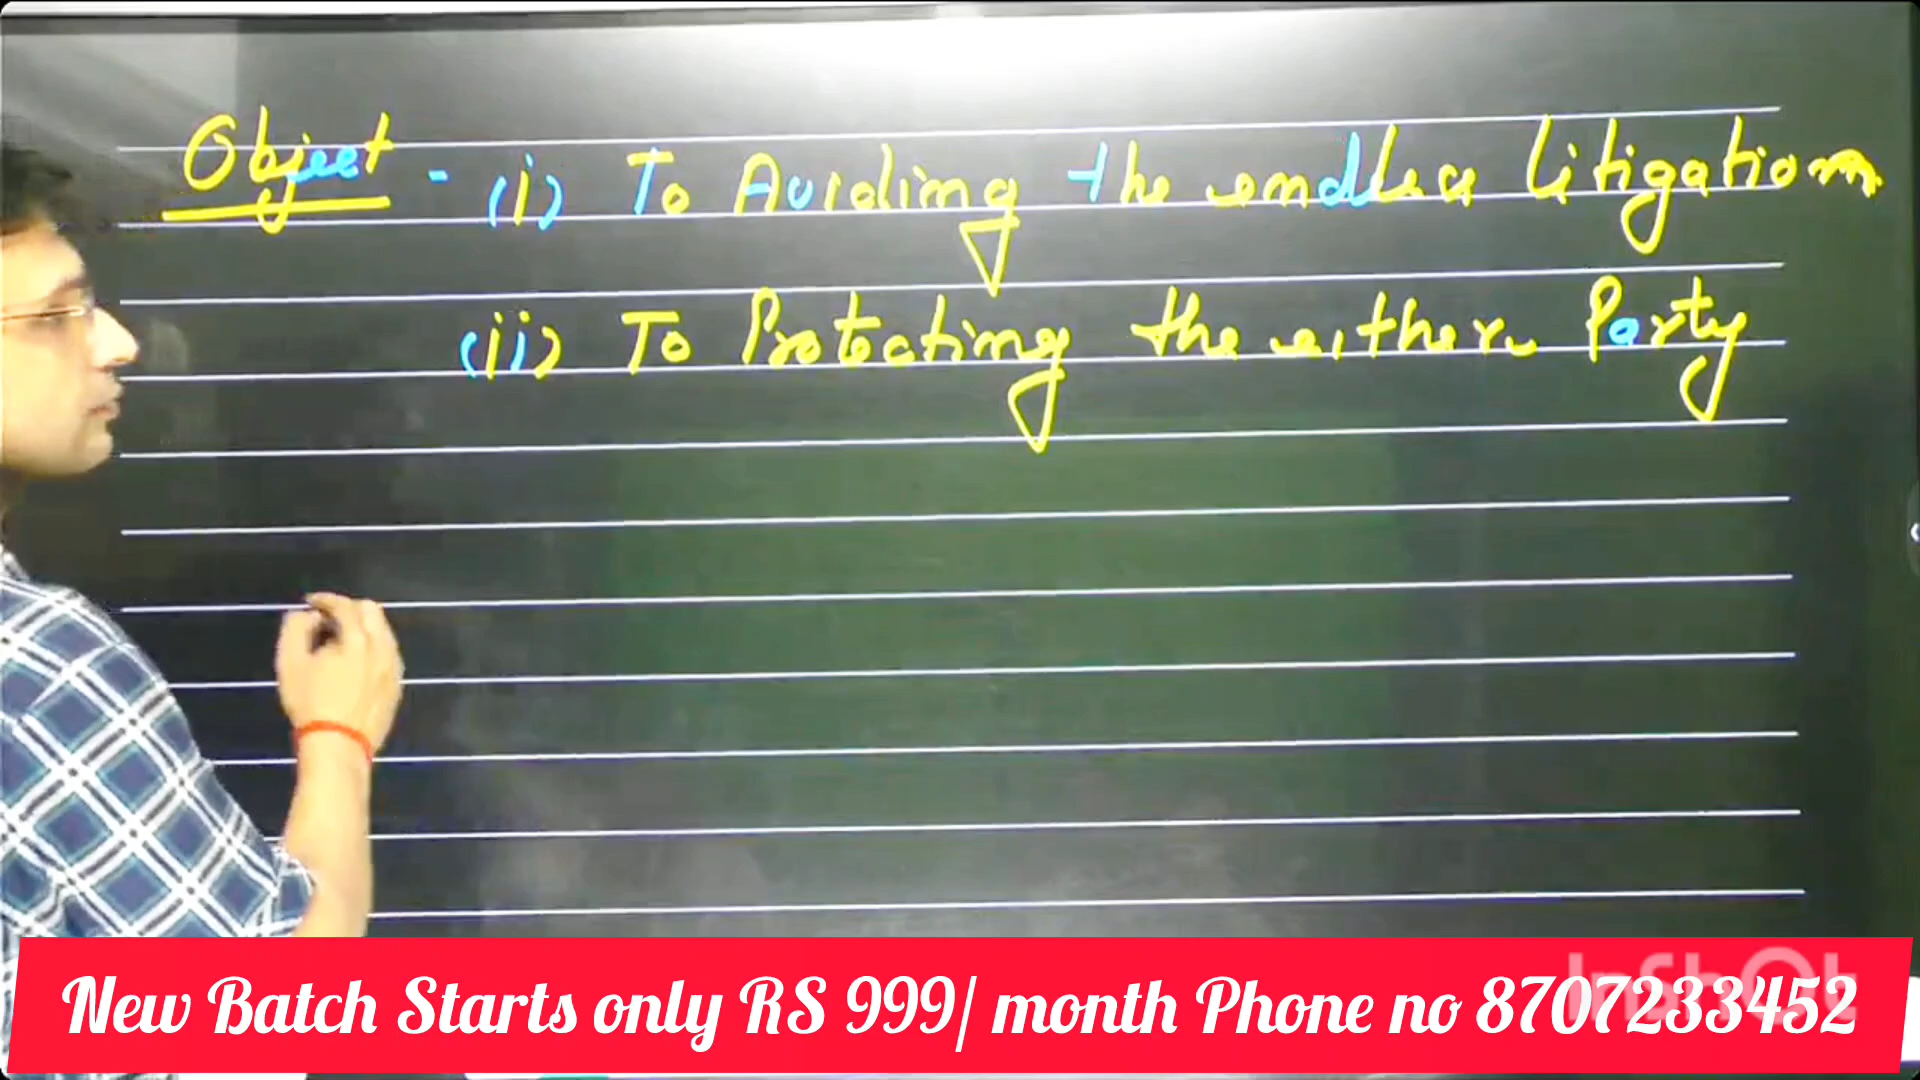 Object - (i) To Avoiding the endless litigation
(ii) To Protecting the either Party
New Batch Starts only RS 999/ month Phone no 8707233452
InShOt